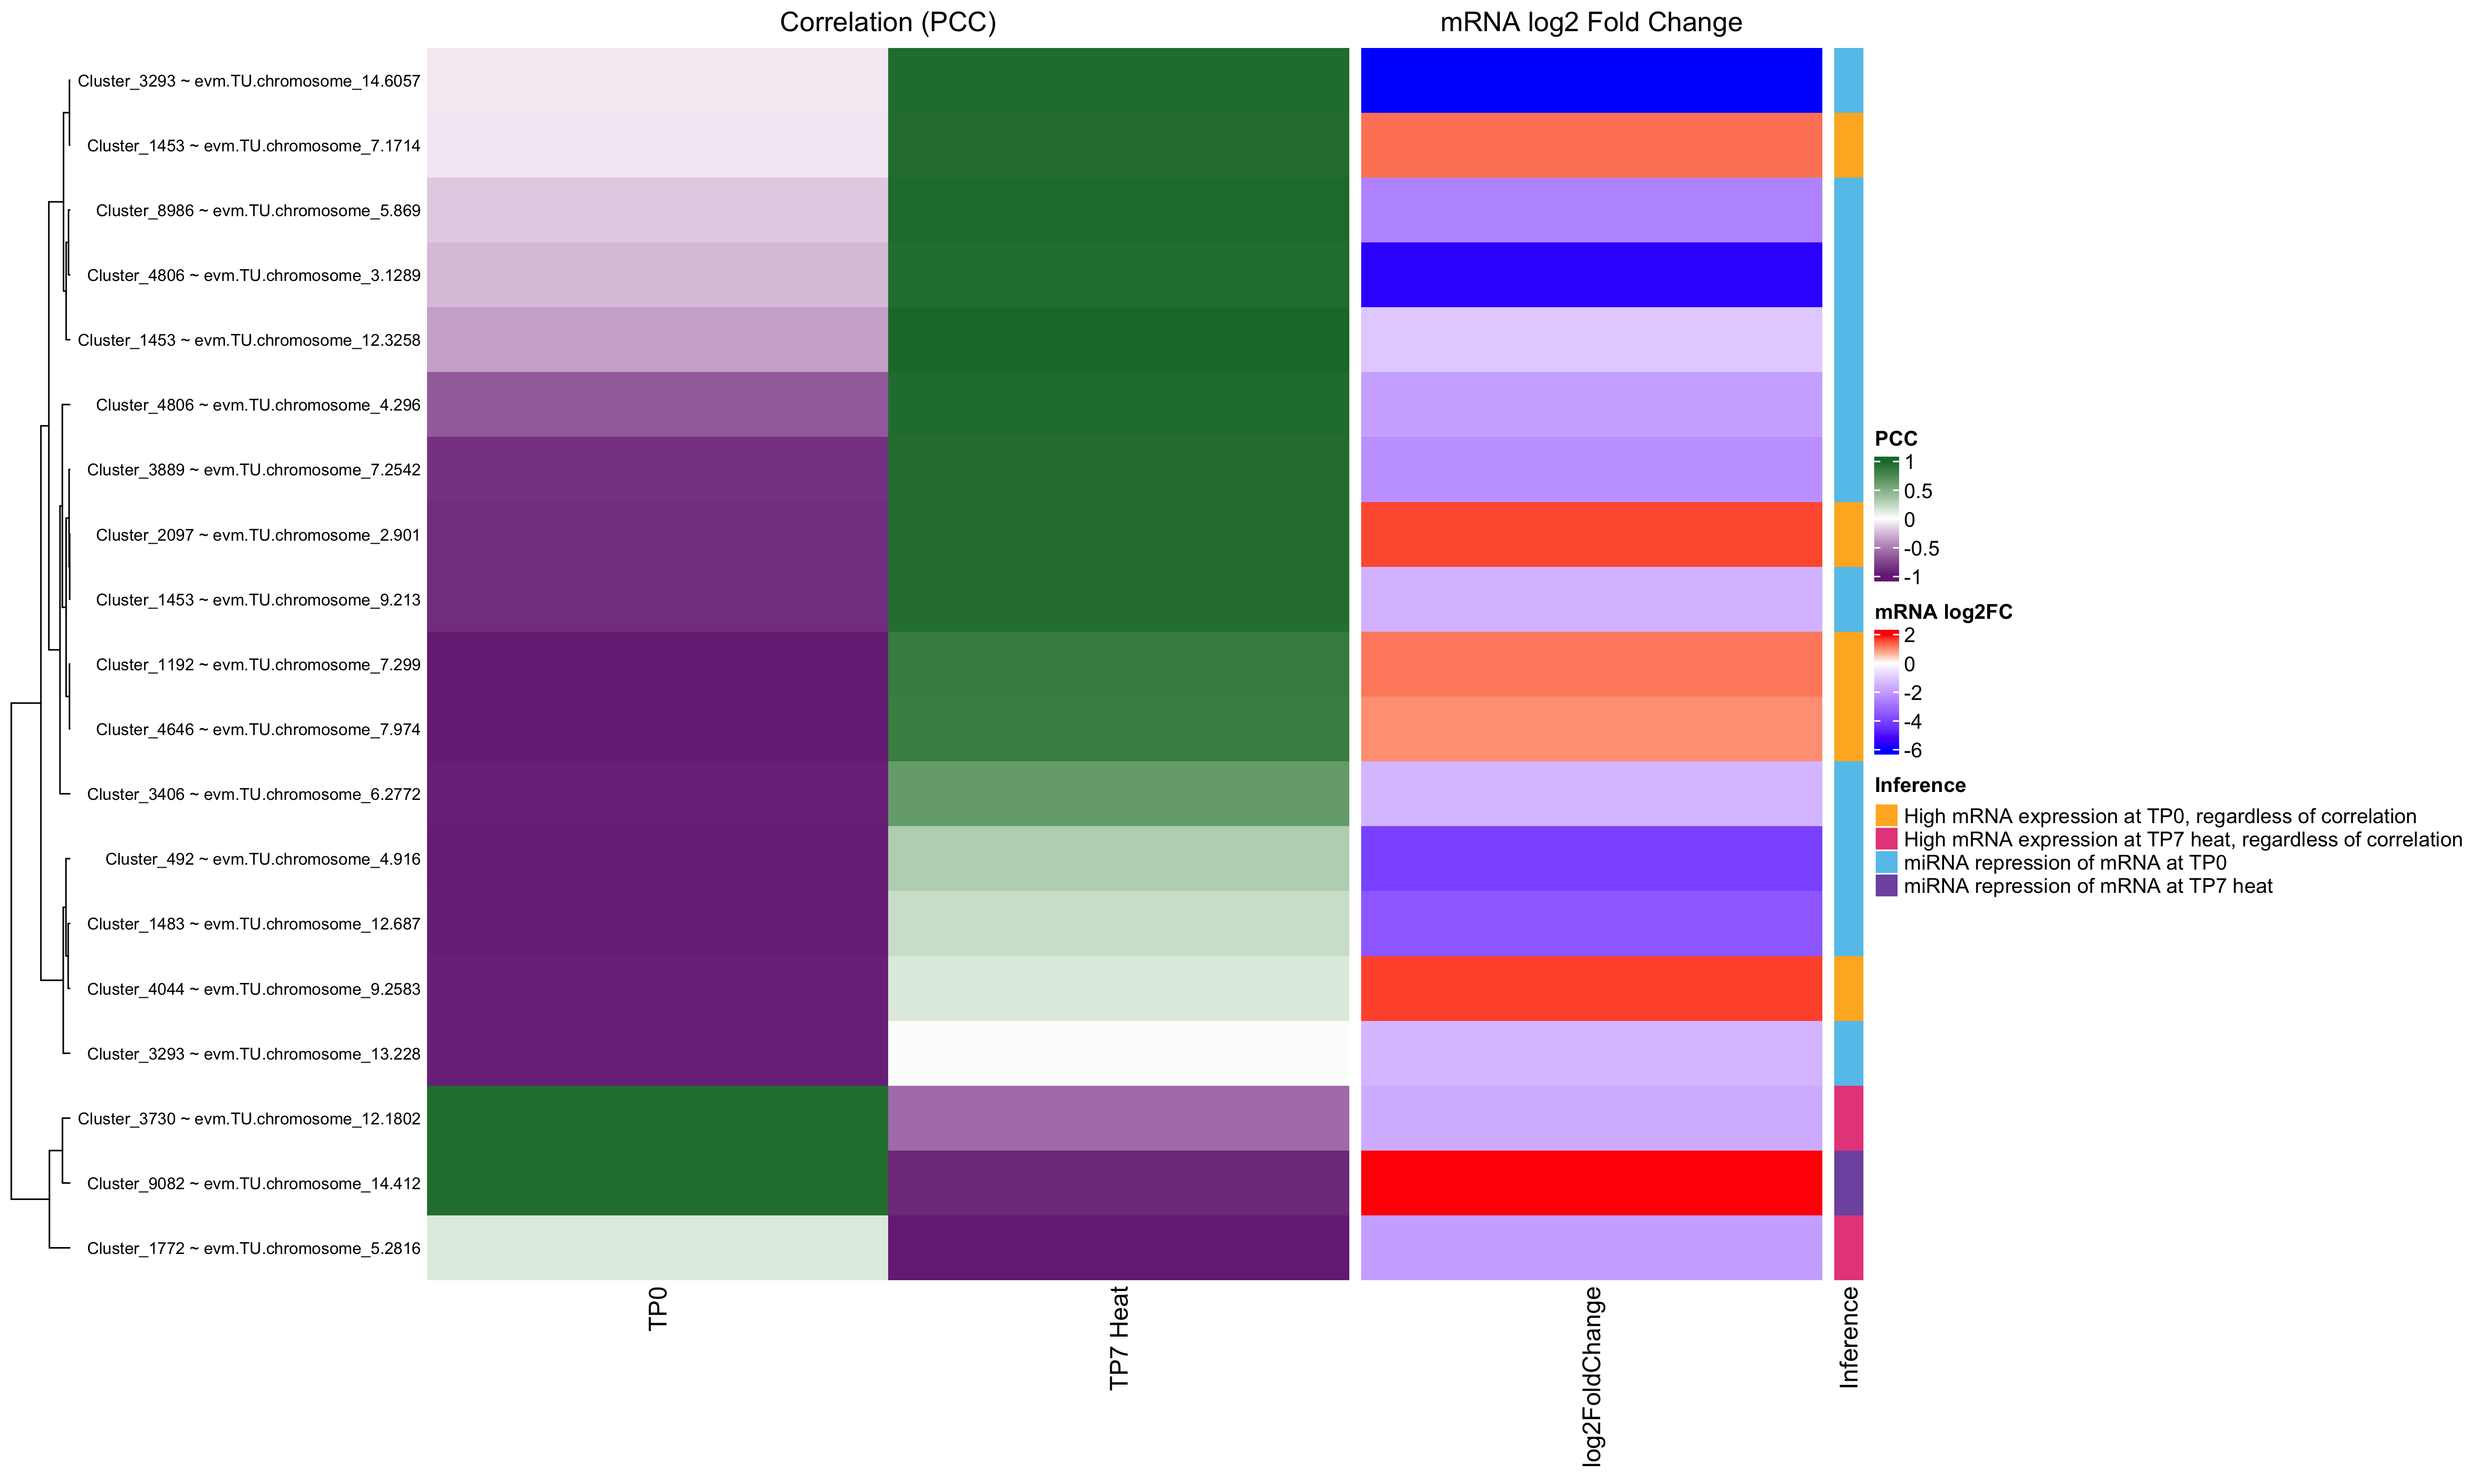 Correlation (PCC)
mRNA log2 Fold Change
Cluster_3293 ~ evm.TU.chromosome_14.6057
Cluster_1453 ~ evm.TU.chromosome_7.1714
Cluster_8986 ~ evm.TU.chromosome_5.869
Cluster_4806 ~ evm.TU.chromosome_3.1289
Cluster_1453 ~ evm.TU.chromosome_12.3258
Cluster_4806 ~ evm.TU.chromosome_4.296
Cluster_3889 ~ evm.TU.chromosome_7.2542
Cluster_2097 ~ evm.TU.chromosome_2.901
Cluster_1453 ~ evm.TU.chromosome_9.213
Cluster_1192 ~ evm.TU.chromosome_7.299
Cluster_4646 ~ evm.TU.chromosome_7.974
Cluster_3406 ~ evm.TU.chromosome_6.2772
Cluster_492 ~ evm.TU.chromosome_4.916
Cluster_1483 ~ evm.TU.chromosome_12.687
Cluster_4044 ~ evm.TU.chromosome_9.2583
Cluster_3293 ~ evm.TU.chromosome_13.228
Cluster_3730 ~ evm.TU.chromosome_12.1802
Cluster_9082 ~ evm.TU.chromosome_14.412
Cluster_1772 ~ evm.TU.chromosome_5.2816
TP0
TP7 Heat
log2FoldChange
Inference
PCC
1
0.5
0
-0.5
-1
mRNA log2FC
2
0
-2
-4
-6
Inference
High mRNA expression at TP0, regardless of correlation
High mRNA expression at TP7 heat, regardless of correlation
miRNA repression of mRNA at TP0
miRNA repression of mRNA at TP7 heat